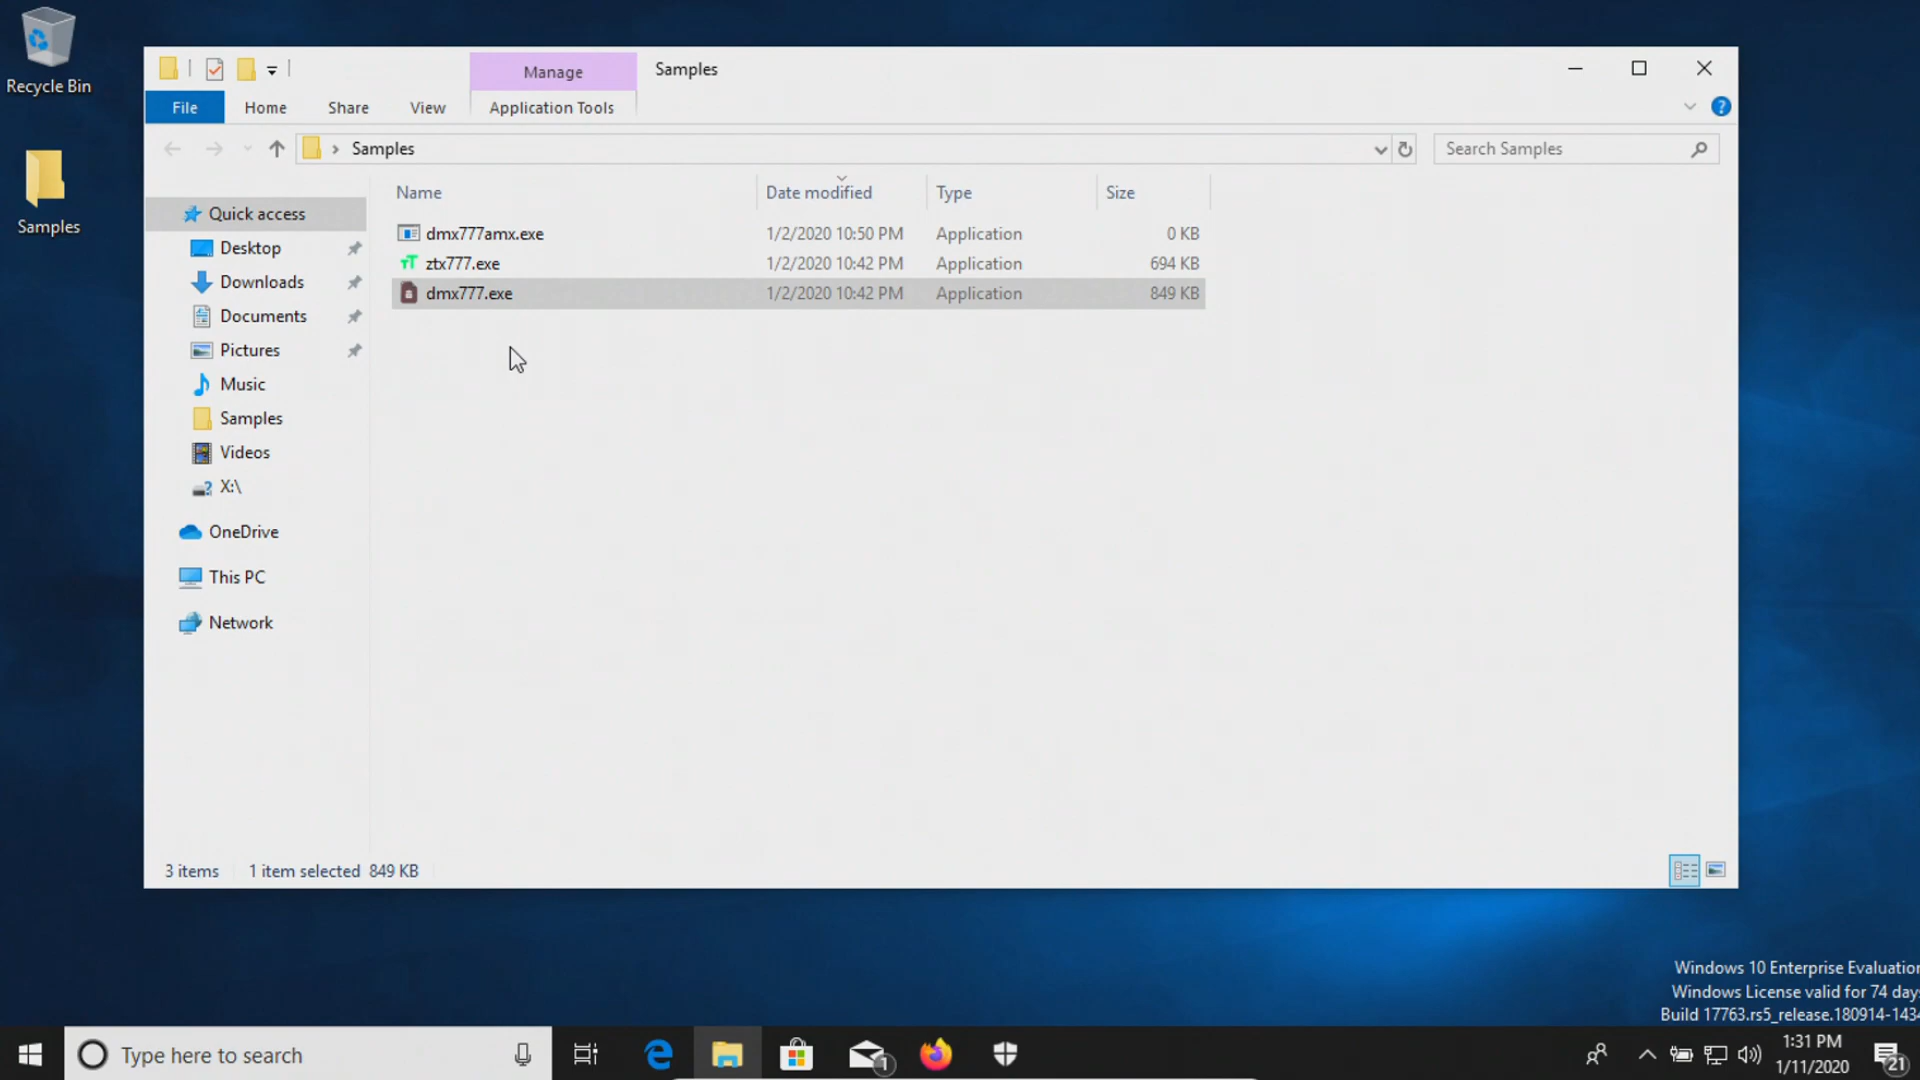 Recycle Bin
Samples
Manage
Samples
File
Home
Share
View
Application Tools
Samples
Search Samples
Name
Date modified
Type
Size
dmx777amx.exe
1/2/2020 10:50 PM
Application
0 KB
ztx777.exe
1/2/2020 10:42 PM
Application
694 KB
dmx777.exe
1/2/2020 10:42 PM
Application
849 KB
Quick access
Desktop
Downloads
Documents
Pictures
Music
Samples
Videos
X:\
OneDrive
This PC
Network
3 items
1 item selected 849 KB
Windows 10 Enterprise Evaluation
Windows License valid for 74 days
Build 17763.rs5_release.180914-1434
Type here to search
1
1:31 PM
1/11/2020
21